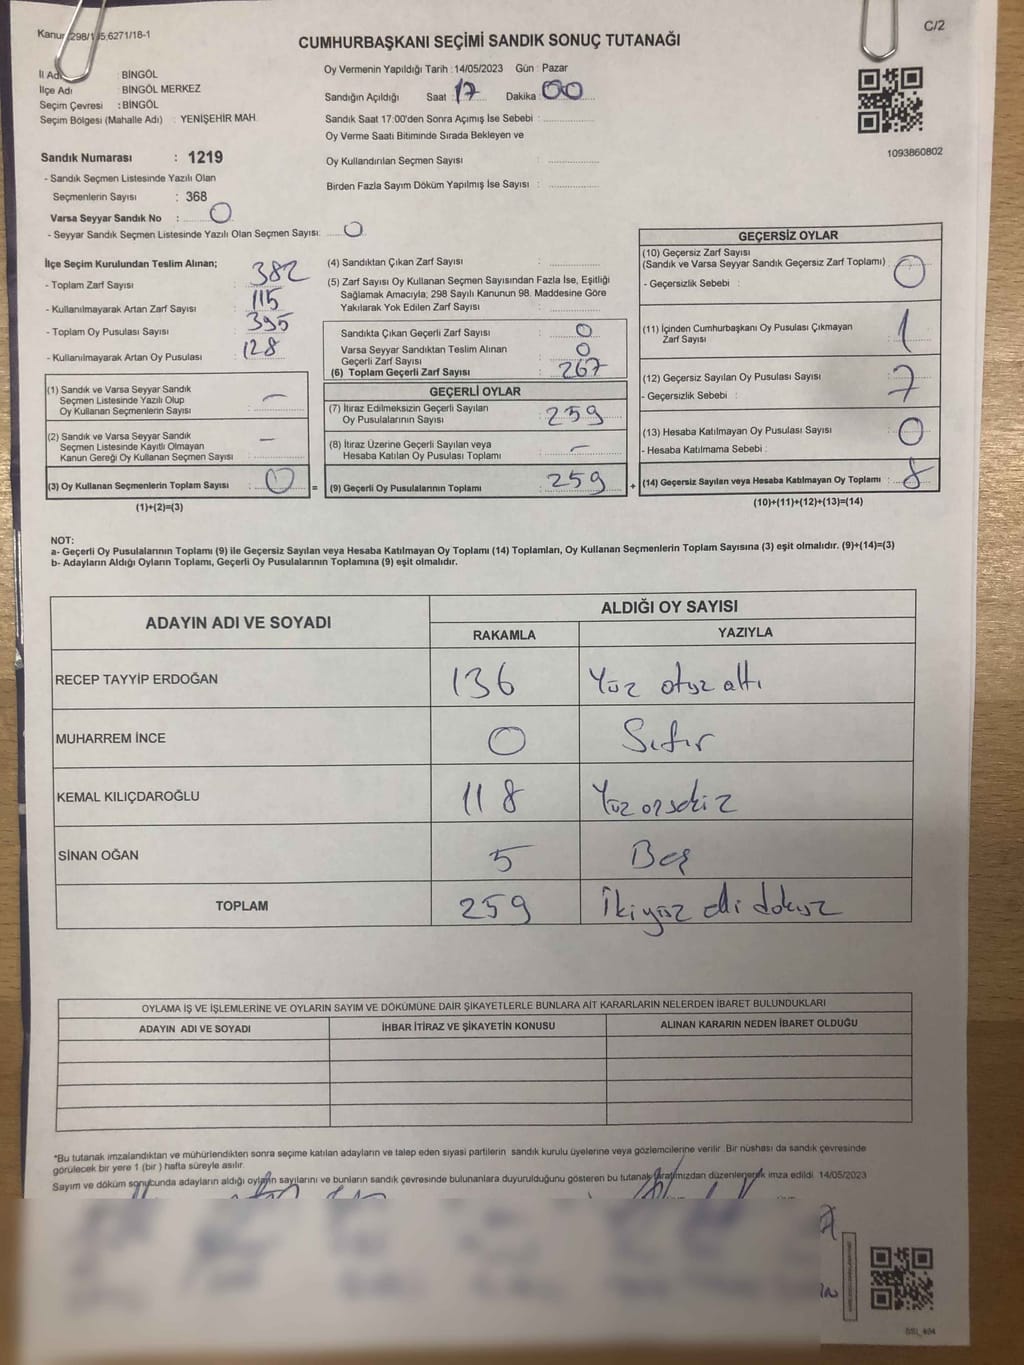 C/2
CUMHURBAŞKANI SEÇİMİ SANDIK SONUÇ TUTANAĞI
İl Adı : BİNGÖL
İlçe Adı : BİNGÖL MERKEZ
Seçim Çevresi : BİNGÖL
Seçim Bölgesi (Mahalle Adı) : YENİŞEHİR MAH.
Oy Vermenin Yapıldığı Tarih : 14/05/2023 Gün : Pazar
Sandığın Açıldığı Saat : 17 Dakika : 00
Sandık Saat 17:00'den Sonra Açımış İse Sebebi :
Oy Verme Saati Bitiminde Sırada Bekleyen ve
Oy Kullandırılan Seçmen Sayısı :
Birden Fazla Sayım Döküm Yapılmış İse Sayısı :
1093860802
Sandık Numarası : 1219
- Sandık Seçmen Listesinde Yazılı Olan
Seçmenlerin Sayısı : 368
Varsa Seyyar Sandık No : 0
- Seyyar Sandık Seçmen Listesinde Yazılı Olan Seçmen Sayısı: 0
İlçe Seçim Kurulundan Teslim Alınan;
- Toplam Zarf Sayısı : 382
- Kullanılmayarak Artan Zarf Sayısı : 115
- Toplam Oy Pusulası Sayısı : 395
- Kullanılmayarak Artan Oy Pusulası : 128
(1) Sandık ve Varsa Seyyar Sandık
Seçmen Listesinde Yazılı Olup
Oy Kullanan Seçmenlerin Sayısı : –
(2) Sandık ve Varsa Seyyar Sandık
Seçmen Listesinde Kayıtlı Olmayan
Kanun Gereği Oy Kullanan Seçmen Sayısı : –
(3) Oy Kullanan Seçmenlerin Toplam Sayısı : 0 =
(1)+(2)=(3)
(4) Sandıktan Çıkan Zarf Sayısı :
(5) Zarf Sayısı Oy Kullanan Seçmen Sayısından Fazla İse, Eşitliği
Sağlamak Amacıyla; 298 Sayılı Kanunun 98. Maddesine Göre
Yakılarak Yok Edilen Zarf Sayısı :
Sandıkta Çıkan Geçerli Zarf Sayısı : 0
Varsa Seyyar Sandıktan Teslim Alınan
Geçerli Zarf Sayısı : 0
(6) Toplam Geçerli Zarf Sayısı : 267
GEÇERLİ OYLAR
(7) İtiraz Edilmeksizin Geçerli Sayılan
Oy Pusulalarının Sayısı : 259
(8) İtiraz Üzerine Geçerli Sayılan veya
Hesaba Katılan Oy Pusulası Toplamı : –
(9) Geçerli Oy Pusulalarının Toplamı : 259 +
GEÇERSİZ OYLAR
(10) Geçersiz Zarf Sayısı
(Sandık ve Varsa Seyyar Sandık Geçersiz Zarf Toplamı) : 0
- Geçersizlik Sebebi :
(11) İçinden Cumhurbaşkanı Oy Pusulası Çıkmayan
Zarf Sayısı : 1
(12) Geçersiz Sayılan Oy Pusulası Sayısı : 7
- Geçersizlik Sebebi :
(13) Hesaba Katılmayan Oy Pusulası Sayısı : 0
- Hesaba Katılmama Sebebi :
(14) Geçersiz Sayılan veya Hesaba Katılmayan Oy Toplamı : 8
(10)+(11)+(12)+(13)=(14)
NOT:
a- Geçerli Oy Pusulalarının Toplamı (9) ile Geçersiz Sayılan veya Hesaba Katılmayan Oy Toplamı (14) Toplamları, Oy Kullanan Seçmenlerin Toplam Sayısına (3) eşit olmalıdır. (9)+(14)=(3)
b- Adayların Aldığı Oyların Toplamı, Geçerli Oy Pusulalarının Toplamına (9) eşit olmalıdır.
ADAYIN ADI VE SOYADI ALDIĞI OY SAYISI
RAKAMLA YAZIYLA
RECEP TAYYİP ERDOĞAN 136 Yüz otuz altı
MUHARREM İNCE 0 Sıfır
KEMAL KILIÇDAROĞLU 118 Yüz onsekiz
SİNAN OĞAN 5 Beş
TOPLAM 259 İkiyüz elli dokuz
OYLAMA İŞ VE İŞLEMLERİNE VE OYLARIN SAYIM VE DÖKÜMÜNE DAİR ŞİKAYETLERLE BUNLARA AİT KARARLARIN NELERDEN İBARET BULUNDUKLARI
ADAYIN ADI VE SOYADI İHBAR İTİRAZ VE ŞİKAYETİN KONUSU ALINAN KARARIN NEDEN İBARET OLDUĞU
*Bu tutanak imzalandıktan ve mühürlendikten sonra seçime katılan adayların ve talep eden siyasi partilerin sandık kurulu üyelerine veya gözlemcilerine verilir. Bir nüshası da sandık çevresinde
görülecek bir yere 1 (bir) hafta süreyle asılır.
Sayım ve döküm sonucunda adayların aldığı oyların sayılarını ve bunların sandık çevresinde bulunanlara duyurulduğunu gösteren bu tutanak tarafımızdan düzenlenerek imza edildi. 14/05/2023